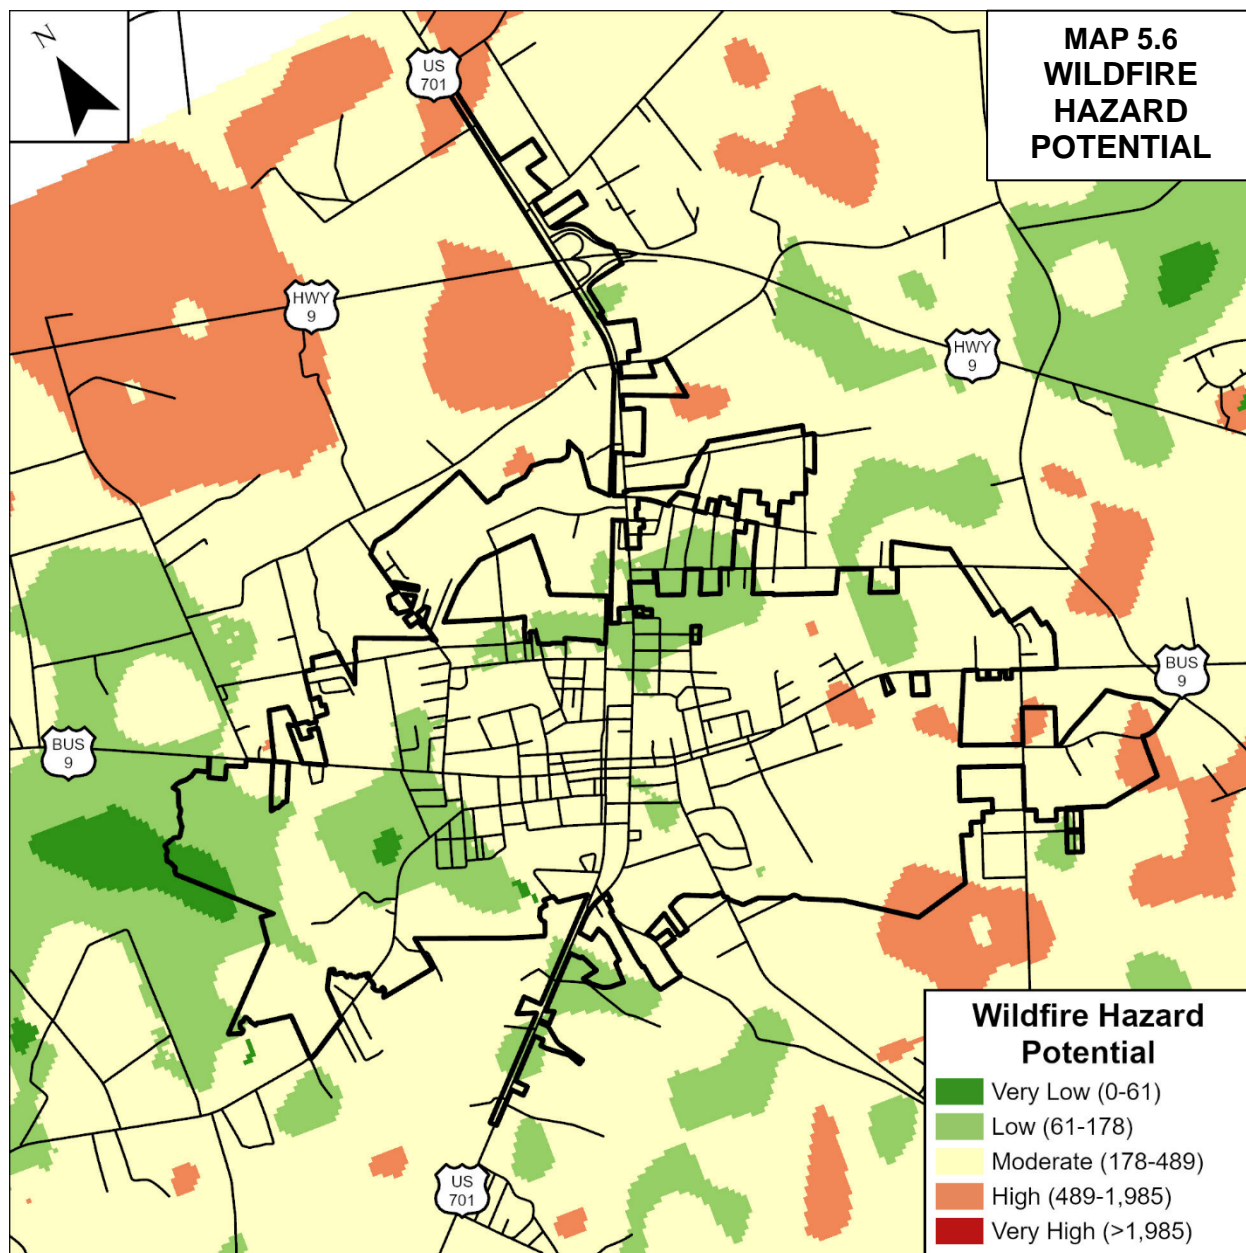 N
MAP 5.6
WILDFIRE
HAZARD
POTENTIAL
US
701
HWY
9
HWY
9
BUS
9
BUS
9
US
701
Wildfire Hazard
Potential
Very Low (0-61)
Low (61-178)
Moderate (178-489)
High (489-1,985)
Very High (>1,985)